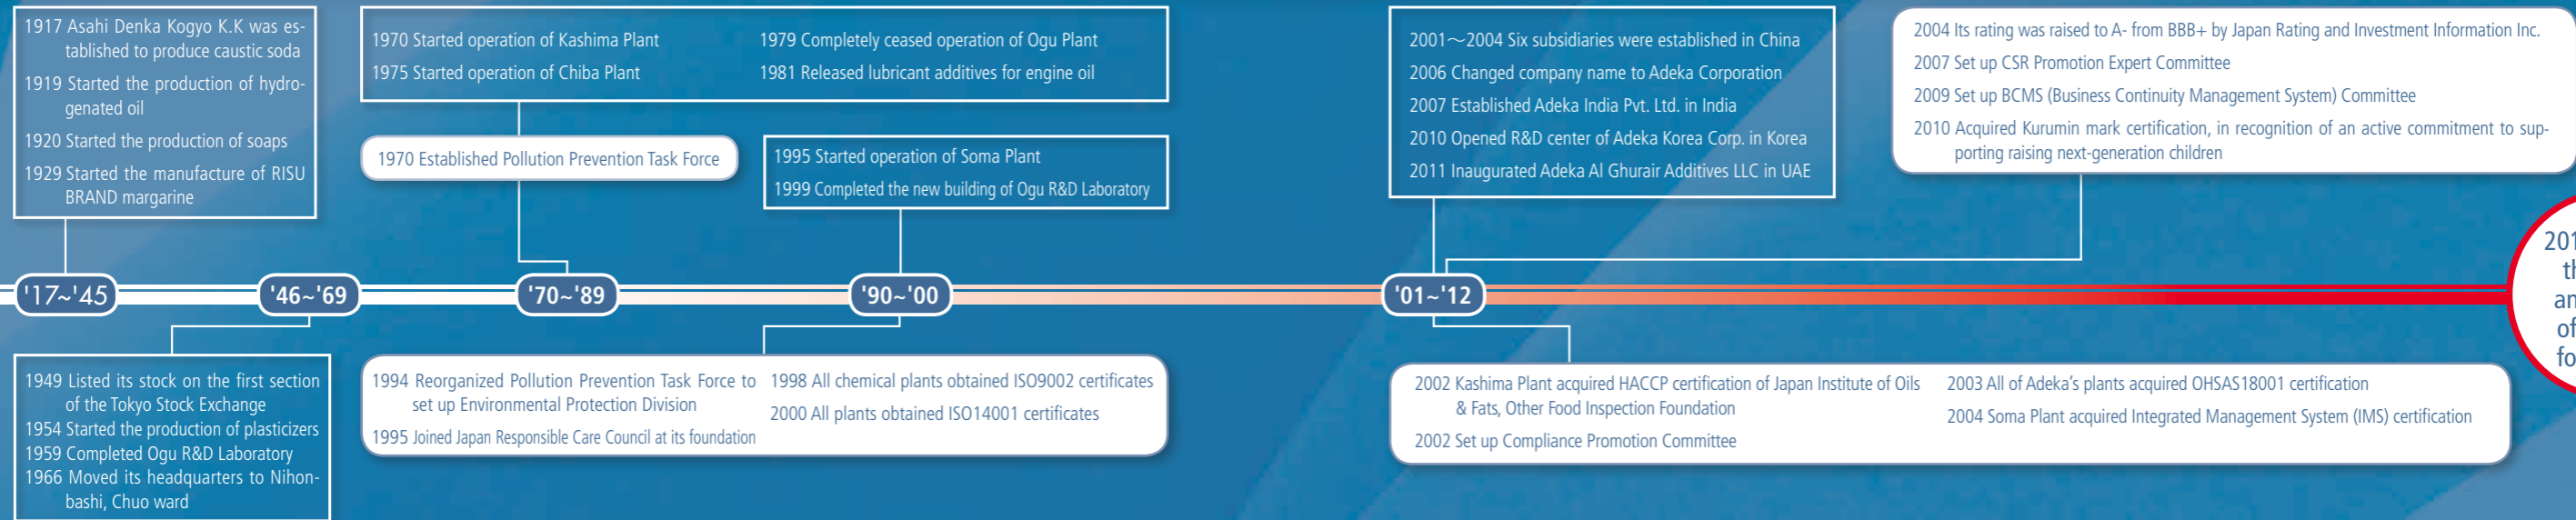 1917 Asahi Denka Kogyo K.K was es-
tablished to produce caustic soda
1919 Started the production of hydro-
genated oil
1920 Started the production of soaps
1929 Started the manufacture of RISU
BRAND margarine
1970 Started operation of Kashima Plant
1975 Started operation of Chiba Plant
1979 Completely ceased operation of Ogu Plant
1981 Released lubricant additives for engine oil
1970 Established Pollution Prevention Task Force
1995 Started operation of Soma Plant
1999 Completed the new building of Ogu R&D Laboratory
2001～2004 Six subsidiaries were established in China
2006 Changed company name to Adeka Corporation
2007 Established Adeka India Pvt. Ltd. in India
2010 Opened R&D center of Adeka Korea Corp. in Korea
2011 Inaugurated Adeka Al Ghurair Additives LLC in UAE
2004 Its rating was raised to A- from BBB+ by Japan Rating and Investment Information Inc.
2007 Set up CSR Promotion Expert Committee
2009 Set up BCMS (Business Continuity Management System) Committee
2010 Acquired Kurumin mark certification, in recognition of an active commitment to sup-
porting raising next-generation children
'17~'45
'46~'69
'70~'89
'90~'00
'01~'12
1949 Listed its stock on the first section
of the Tokyo Stock Exchange
1954 Started the production of plasticizers
1959 Completed Ogu R&D Laboratory
1966 Moved its headquarters to Nihon-
bashi, Chuo ward
1994 Reorganized Pollution Prevention Task Force to
set up Environmental Protection Division
1995 Joined Japan Responsible Care Council at its foundation
1998 All chemical plants obtained ISO9002 certificates
2000 All plants obtained ISO14001 certificates
2002 Kashima Plant acquired HACCP certification of Japan Institute of Oils
& Fats, Other Food Inspection Foundation
2002 Set up Compliance Promotion Committee
2003 All of Adeka's plants acquired OHSAS18001 certification
2004 Soma Plant acquired Integrated Management System (IMS) certification